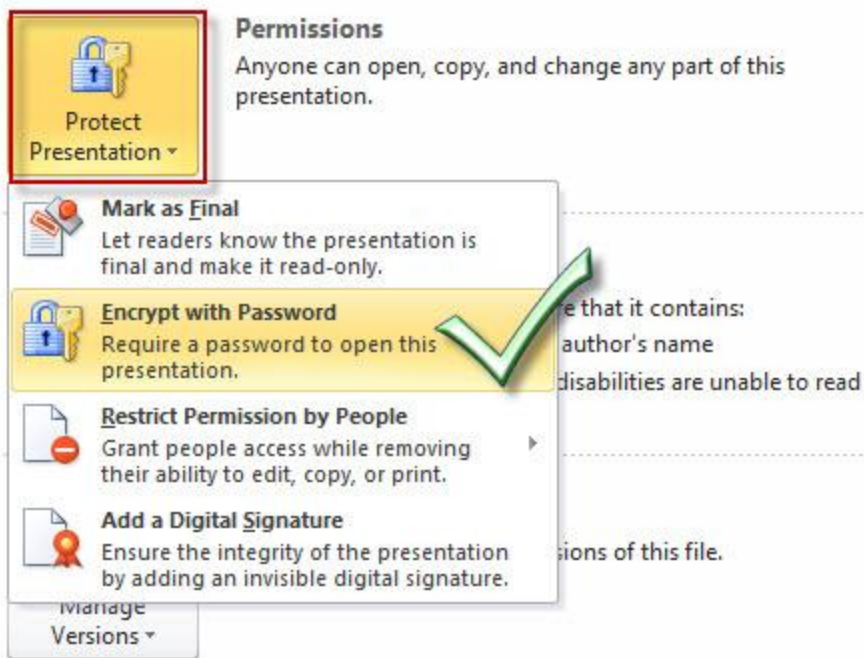 Permissions
Anyone can open, copy, and change any part of this
presentation.
Protect
Presentation
Mark as Final
Let readers know the presentation is
final and make it read-only.
Encrypt with Password
Require a password to open this
presentation.
that it contains:
author's name
disabilities are unable to read
Restrict Permission by People
Grant people access while removing
their ability to edit, copy, or print.
Add a Digital Signature
Ensure the integrity of the presentation
by adding an invisible digital signature.
of this file.
Manage
Versions